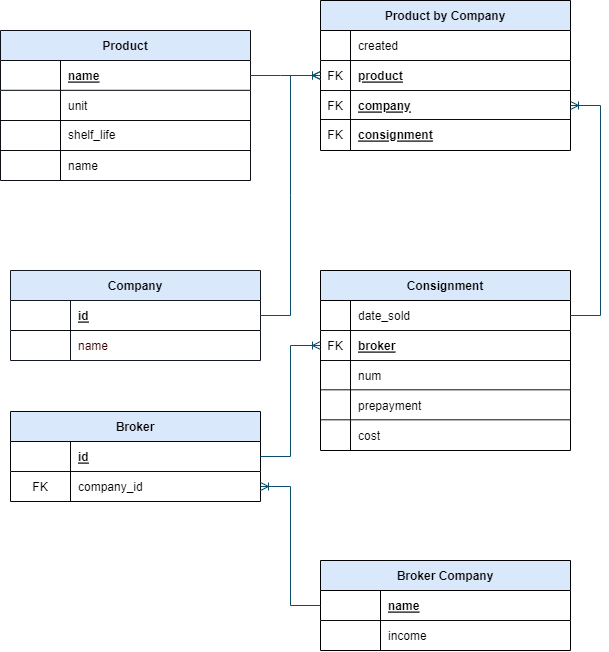 Product
name
unit
shelf_life
name
Product by Company
created
FK product
FK company
FK consignment
Company
id
name
Consignment
date_sold
FK broker
num
prepayment
cost
Broker
id
FK company_id
Broker Company
name
income